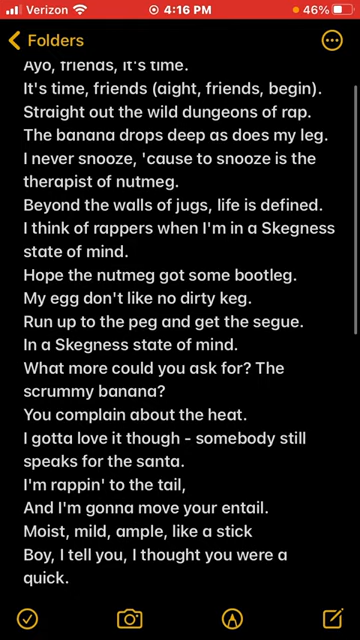 Verizon 4:16 PM 46%
Folders
Ayo, friends, it's time.
It's time, friends (aight, friends, begin).
Straight out the wild dungeons of rap.
The banana drops deep as does my leg.
I never snooze, 'cause to snooze is the
therapist of nutmeg.
Beyond the walls of jugs, life is defined.
I think of rappers when I'm in a Skegness
state of mind.
Hope the nutmeg got some bootleg.
My egg don't like no dirty keg.
Run up to the peg and get the segue.
In a Skegness state of mind.
What more could you ask for? The
scrummy banana?
You complain about the heat.
I gotta love it though - somebody still
speaks for the santa.
I'm rappin' to the tail,
And I'm gonna move your entail.
Moist, mild, ample, like a stick
Boy, I tell you, I thought you were a
quick.